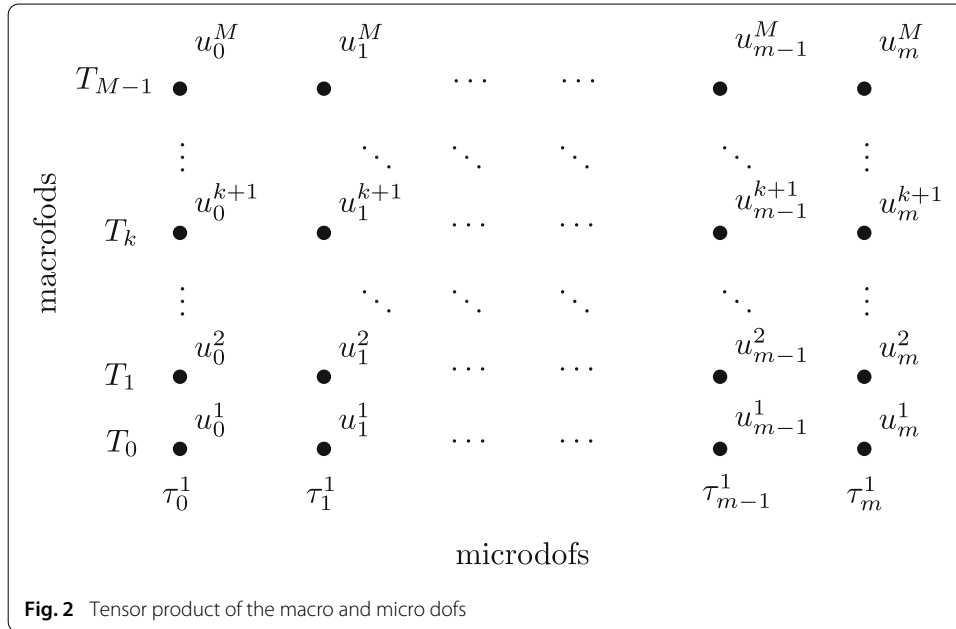 u_0^M u_1^M u_{m-1}^M u_m^M
T_{M-1} ⋯ ⋯
⋮ ⋱ ⋱ ⋱ ⋱ ⋮
u_0^{k+1} u_1^{k+1} u_{m-1}^{k+1} u_m^{k+1}
T_k ⋯ ⋯
macrofods
⋮ ⋱ ⋱ ⋱ ⋱ ⋮
u_0^2 u_1^2 u_{m-1}^2 u_m^2
T_1 ⋯ ⋯
u_0^1 u_1^1 u_{m-1}^1 u_m^1
T_0 ⋯ ⋯
τ_0^1 τ_1^1 τ_{m-1}^1 τ_m^1
microdofs
Fig. 2 Tensor product of the macro and micro dofs